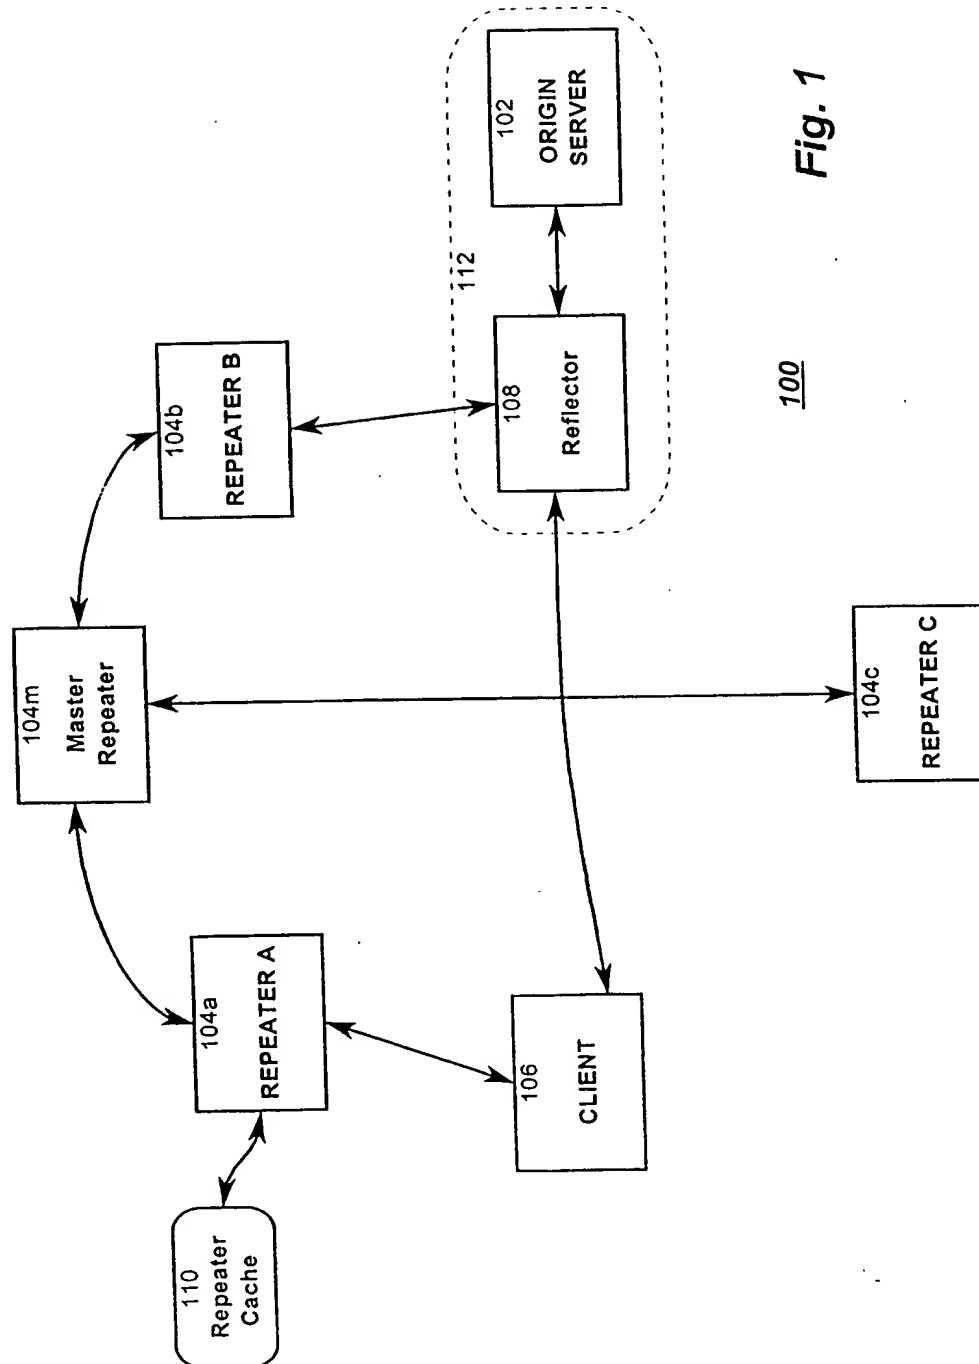 110
Repeater
Cache
104a
REPEATER A
104m
Master
Repeater
104b
REPEATER B
106
CLIENT
112
108
Reflector
102
ORIGIN
SERVER
104c
REPEATER C
100
Fig. 1